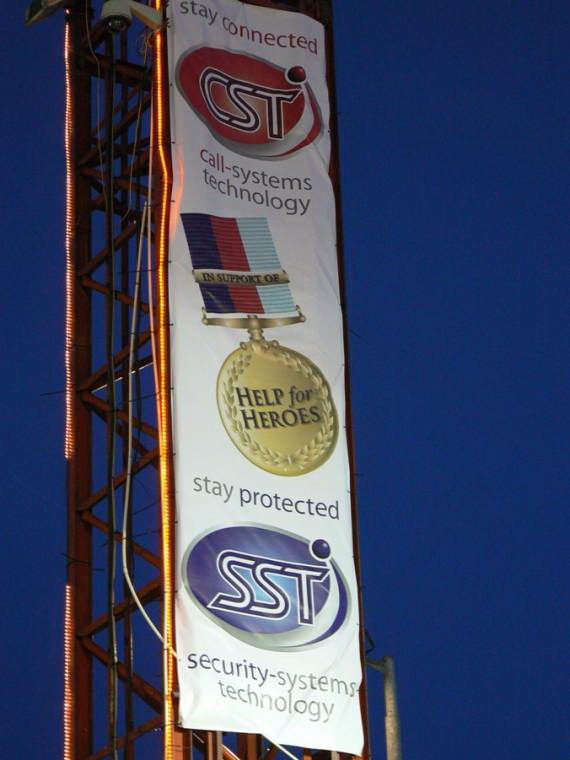 stay connected
CST
call-systems
technology
IN SUPPORT OF
HELP for
HEROES
stay protected
SST
security-systems
technology